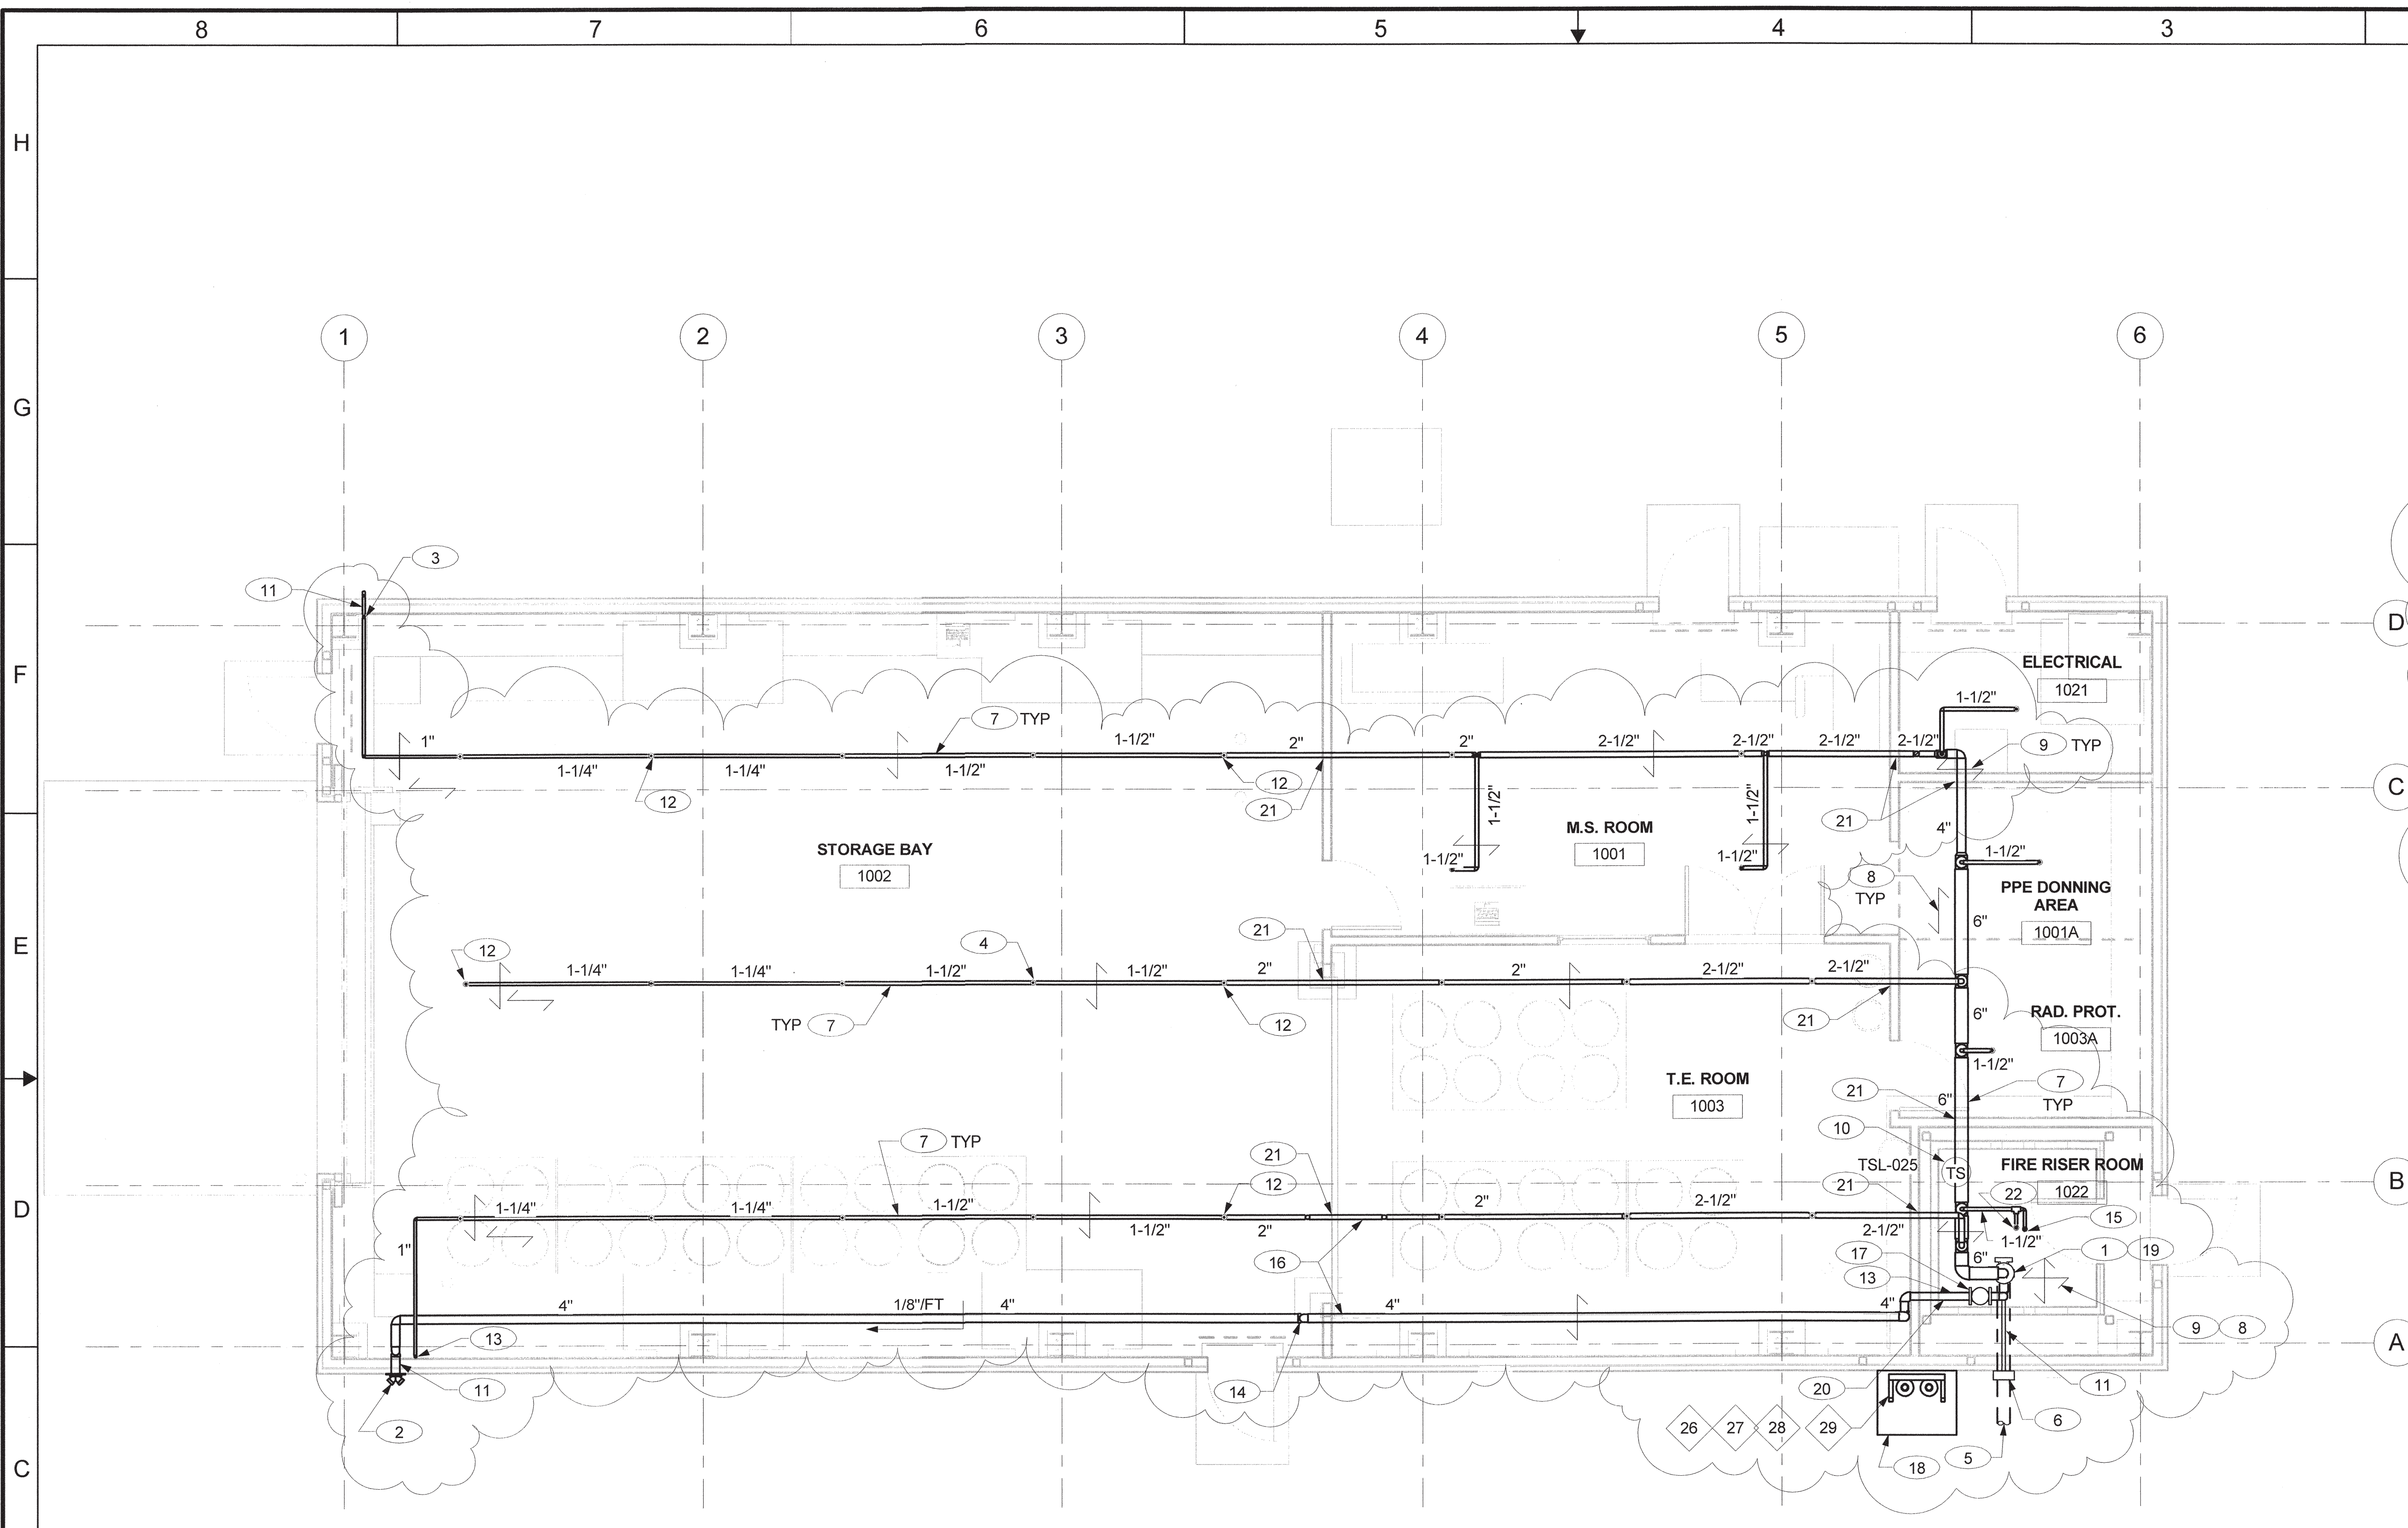 8 7 6 5 4 3
H
1 2 3 4 5 6
G
3
11
D
F
ELECTRICAL
1021
1-1/2"
7 TYP
1" 1-1/2" 2" 2" 2-1/2" 2-1/2" 2-1/2" 2-1/2" 9 TYP
1-1/4" 1-1/4" 1-1/2"
12 12
C
21
1-1/2" 1-1/2"
21
4"
M.S. ROOM
1001
STORAGE BAY
1002
1-1/2" 1-1/2" 1-1/2"
8
TYP
PPE DONNING
AREA
1001A
6"
21
4
12
E
1-1/4" 1-1/4" 1-1/2" 1-1/2" 2" 2" 2-1/2" 2-1/2"
6"
RAD. PROT.
1003A
TYP 7
12
21
1-1/2"
T.E. ROOM
1003
7
TYP
21
6"
10
7 TYP
21
TSL-025
TS
FIRE RISER ROOM
1022
12
21
22
B
D
1-1/4" 1-1/4" 1-1/2" 1-1/2" 2" 2" 2-1/2" 2-1/2"
15
1-1/2"
1"
16
17
6"
1 19
13
4" 1/8"/FT 4" 4" 4"
9 8
13
A
11
14
20
11
2
26 27 28 29
6
5
18
C